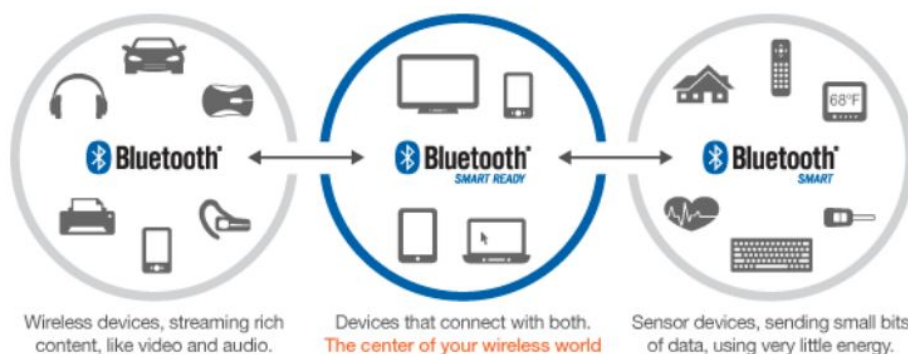 68°F
Bluetooth
Bluetooth
SMART READY
Bluetooth
SMART
Wireless devices, streaming rich
content, like video and audio.
Devices that connect with both.
The center of your wireless world
Sensor devices, sending small bits
of data, using very little energy.